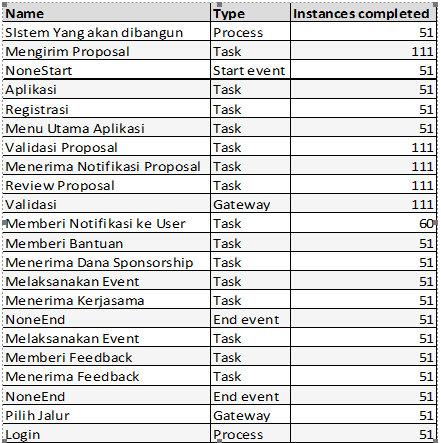 Name Type Instances completed
SIstem Yang akan dibangun Process 51
Mengirim Proposal Task 111
NoneStart Start event 51
Aplikasi Task 51
Registrasi Task 51
Menu Utama Aplikasi Task 51
Validasi Proposal Task 111
Menerima Notifikasi Proposal Task 111
Review Proposal Task 111
Validasi Gateway 111
Memberi Notifikasi ke User Task 60
Memberi Bantuan Task 51
Menerima Dana Sponsorship Task 51
Melaksanakan Event Task 51
Menerima Kerjasama Task 51
NoneEnd End event 51
Melaksanakan Event Task 51
Memberi Feedback Task 51
Menerima Feedback Task 51
NoneEnd End event 51
Pilih Jalur Gateway 51
Login Process 51